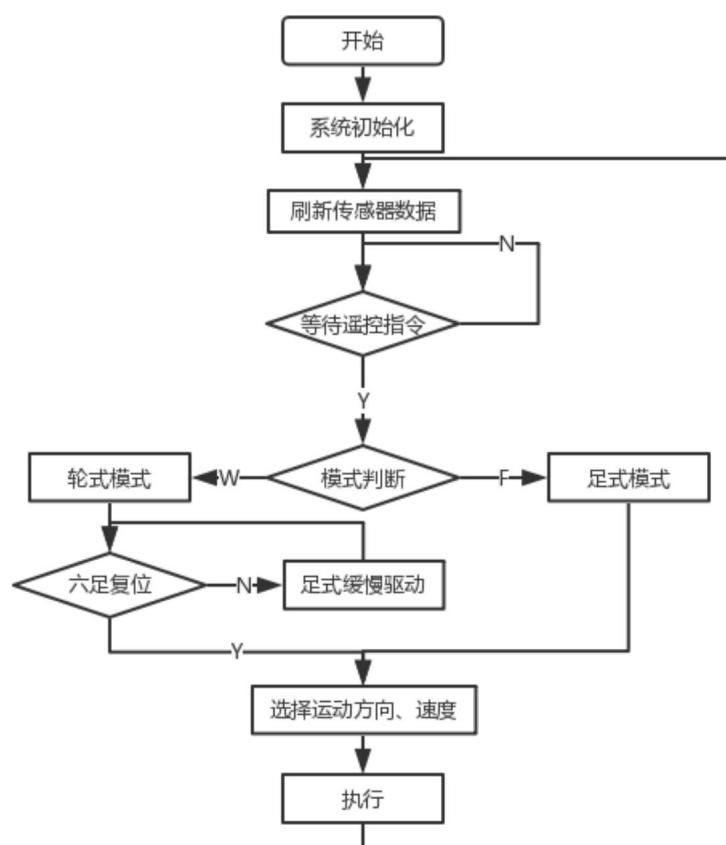 开始
系统初始化
刷新传感器数据
N
等待遥控指令
Y
轮式模式
W
模式判断
F
足式模式
六足复位
N
足式缓慢驱动
Y
选择运动方向、速度
执行